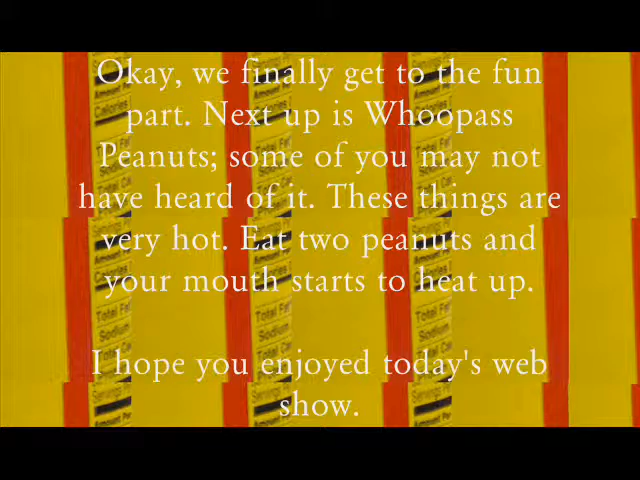 Okay, we finally get to the fun
part. Next up is Whoopass
Peanuts; some of you may not
have heard of it. These things are
very hot. Eat two peanuts and
your mouth starts to heat up.
I hope you enjoyed today's web
show.